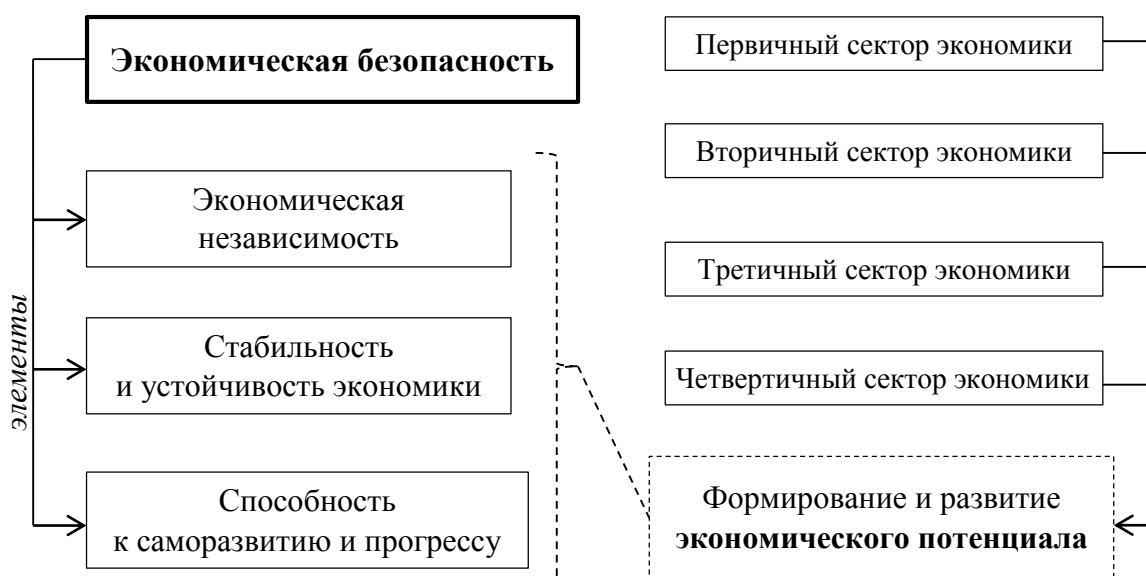 Экономическая безопасность
элементы
Экономическая
независимость
Стабильность
и устойчивость экономики
Способность
к саморазвитию и прогрессу
Первичный сектор экономики
Вторичный сектор экономики
Третичный сектор экономики
Четвертичный сектор экономики
Формирование и развитие
экономического потенциала